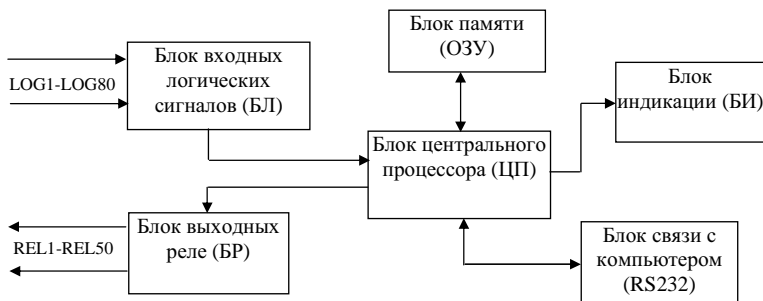 Блок памяти
(ОЗУ)
Блок входных
логических
сигналов (БЛ)
LOG1-LOG80
Блок
индикации (БИ)
Блок центрального
процессора (ЦП)
Блок выходных
реле (БР)
REL1-REL50
Блок связи с
компьютером
(RS232)